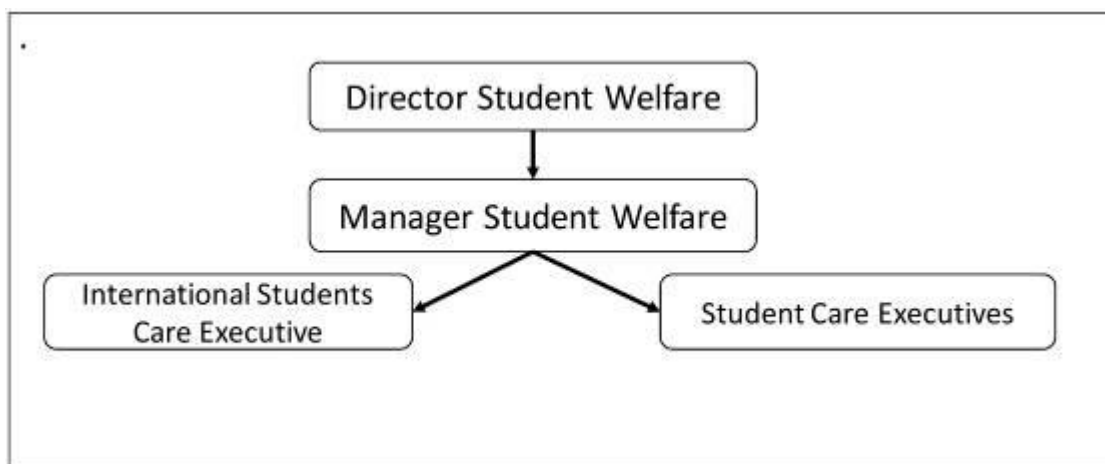 Director Student Welfare
Manager Student Welfare
International Students
Care Executive
Student Care Executives